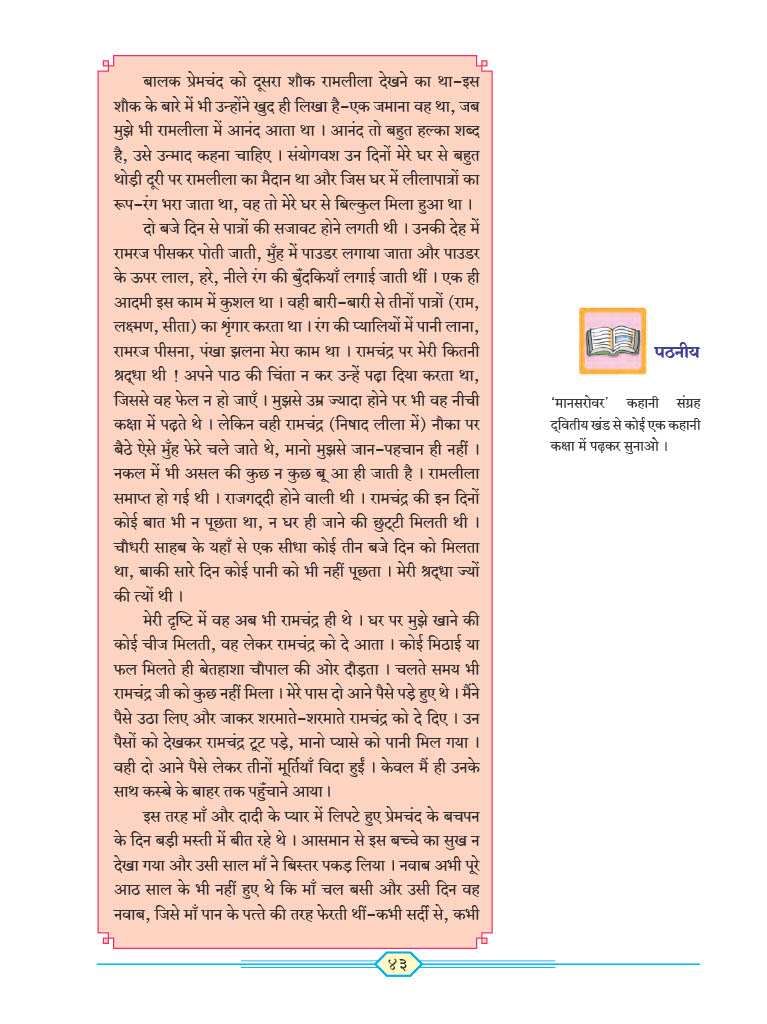 बालक प्रेमचंद को दूसरा शौक रामलीला देखने का था-इस
शौक के बारे में भी उन्होंने खुद ही लिखा है-एक जमाना वह था, जब
मुझे भी रामलीला में आनंद आता था । आनंद तो बहुत हल्का शब्द
है, उसे उन्माद कहना चाहिए । संयोगवश उन दिनों मेरे घर से बहुत
थोड़ी दूरी पर रामलीला का मैदान था और जिस घर में लीलापात्रों का
रूप-रंग भरा जाता था, वह तो मेरे घर से बिल्कुल मिला हुआ था ।
दो बजे दिन से पात्रों की सजावट होने लगती थी । उनकी देह में
रामरज पीसकर पोती जाती, मुँह में पाउडर लगाया जाता और पाउडर
के ऊपर लाल, हरे, नीले रंग की बुँदकियाँ लगाई जाती थीं । एक ही
आदमी इस काम में कुशल था । वही बारी-बारी से तीनों पात्रों (राम,
लक्ष्मण, सीता) का शृंगार करता था । रंग की प्यालियों में पानी लाना,
रामरज पीसना, पंखा झलना मेरा काम था । रामचंद्र पर मेरी कितनी
श्रद्धा थी ! अपने पाठ की चिंता न कर उन्हें पढ़ा दिया करता था,
जिससे वह फेल न हो जाएँ । मुझसे उम्र ज्यादा होने पर भी वह नीची
कक्षा में पढ़ते थे । लेकिन वही रामचंद्र (निषाद लीला में) नौका पर
बैठे ऐसे मुँह फेरे चले जाते थे, मानो मुझसे जान-पहचान ही नहीं ।
नकल में भी असल की कुछ न कुछ बू आ ही जाती है । रामलीला
समाप्त हो गई थी । राजगद्दी होने वाली थी । रामचंद्र की इन दिनों
कोई बात भी न पूछता था, न घर ही जाने की छुट्टी मिलती थी ।
चौधरी साहब के यहाँ से एक सीधा कोई तीन बजे दिन को मिलता
था, बाकी सारे दिन कोई पानी को भी नहीं पूछता । मेरी श्रद्धा ज्यों
की त्यों थी ।
मेरी दृष्टि में वह अब भी रामचंद्र ही थे । घर पर मुझे खाने की
कोई चीज मिलती, वह लेकर रामचंद्र को दे आता । कोई मिठाई या
फल मिलते ही बेतहाशा चौपाल की ओर दौड़ता । चलते समय भी
रामचंद्र जी को कुछ नहीं मिला । मेरे पास दो आने पैसे पड़े हुए थे । मैंने
पैसे उठा लिए और जाकर शरमाते-शरमाते रामचंद्र को दे दिए । उन
पैसों को देखकर रामचंद्र टूट पड़े, मानो प्यासे को पानी मिल गया ।
वही दो आने पैसे लेकर तीनों मूर्तियाँ विदा हुईं । केवल मैं ही उनके
साथ कस्बे के बाहर तक पहुँचाने आया ।
इस तरह माँ और दादी के प्यार में लिपटे हुए प्रेमचंद के बचपन
के दिन बड़ी मस्ती में बीत रहे थे । आसमान से इस बच्चे का सुख न
देखा गया और उसी साल माँ ने बिस्तर पकड़ लिया । नवाब अभी पूरे
आठ साल के भी नहीं हुए थे कि माँ चल बसी और उसी दिन वह
नवाब, जिसे माँ पान के पत्ते की तरह फेरती थीं-कभी सर्दी से, कभी
पठनीय
‘मानसरोवर’ कहानी संग्रह
द्वितीय खंड से कोई एक कहानी
कक्षा में पढ़कर सुनाओ ।
४३